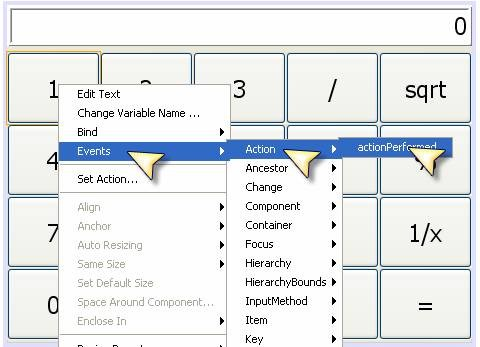 0
1 2 3 / sqrt
Edit Text
Change Variable Name ...
Bind
Events
Set Action...
Align
Anchor
Auto Resizing
Same Size
Set Default Size
Space Around Component...
Enclose In
Action
Ancestor
Change
Component
Container
Focus
Hierarchy
HierarchyBounds
InputMethod
Item
Key
actionPerformed
4 %
7 1/x
0 =